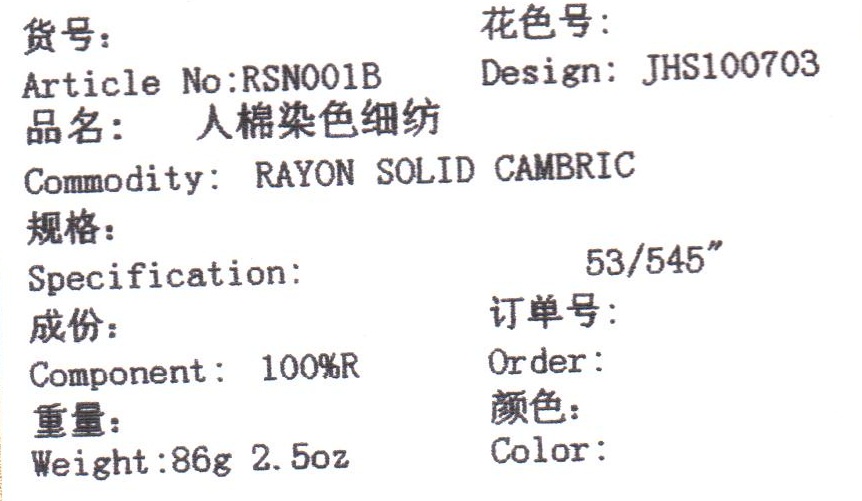 货号: 花色号:
Article No:RSN001B Design: JHS100703
品名: 人棉染色细纺
Commodity: RAYON SOLID CAMBRIC
规格:
Specification: 53/545″
成份: 订单号:
Component: 100%R Order:
重量: 颜色:
Weight:86g 2.5oz Color: